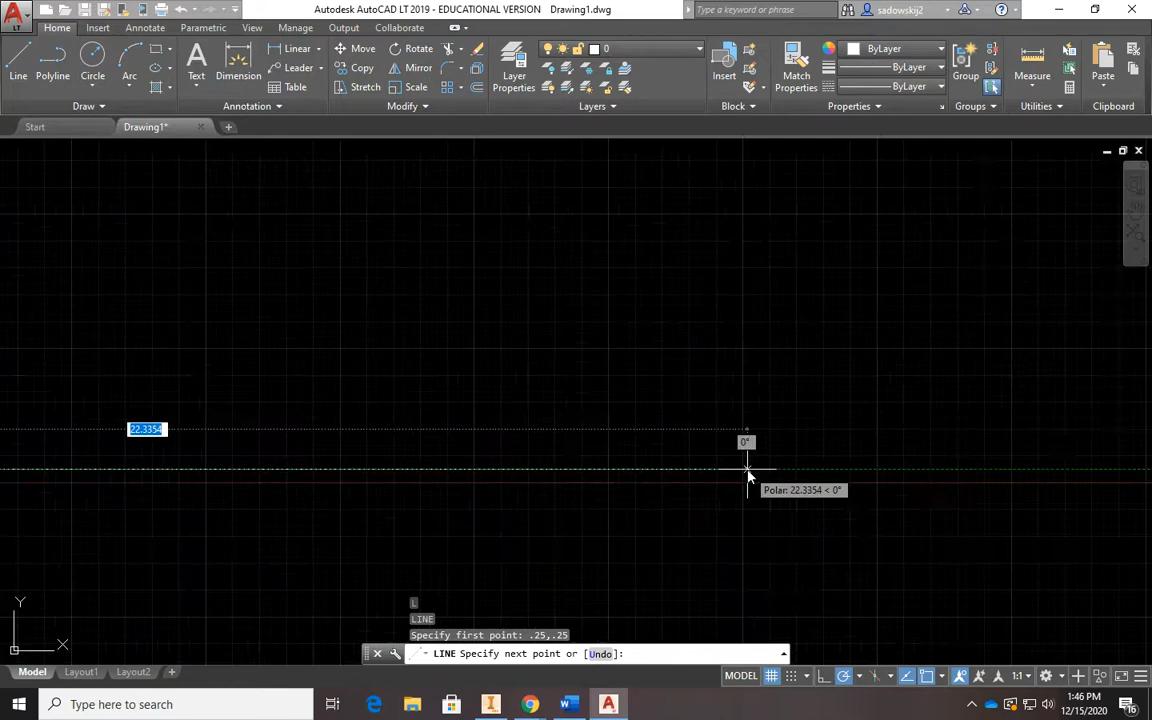 Autodesk AutoCAD LT 2019 - EDUCATIONAL VERSION Drawing1.dwg
Type a keyword or phrase
sadowskij2
LT
Home Insert Annotate Parametric View Manage Output Collaborate
Line Polyline Circle Arc
Text Dimension
Linear
Leader
Table
Move Rotate
Copy Mirror
Stretch Scale
Layer
Properties
0
Insert
Match
Properties
ByLayer
ByLayer
ByLayer
Group Measure Paste
Draw Annotation Modify Layers Block Properties Groups Utilities Clipboard
Start Drawing1* +
22.3354
0°
Polar: 22.3354 < 0°
L
LINE
Specify first point: .25,.25
LINE Specify next point or [Undo]:
Y
X
Model Layout1 Layout2 +
MODEL 1:1
Type here to search
1:46 PM
12/15/2020
16